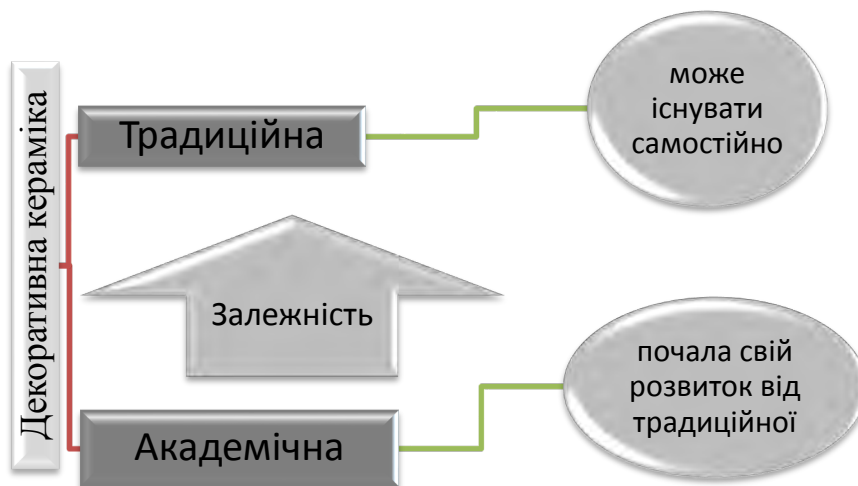 Декоративна кераміка
Традиційна
може
існувати
самостійно
Залежність
Академічна
почала свій
розвиток від
традиційної